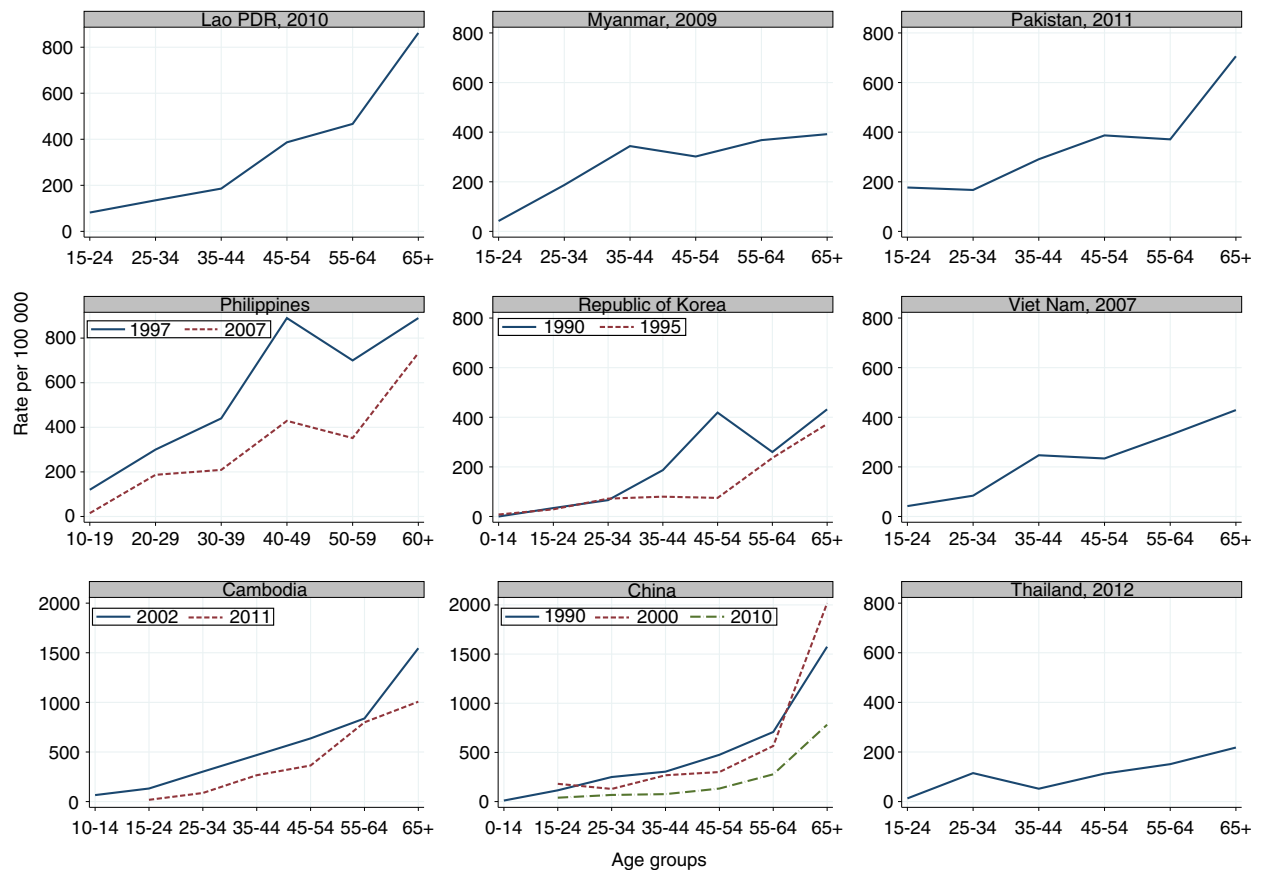 Lao PDR, 2010
Myanmar, 2009
Pakistan, 2011
800
600
400
200
0
15-24 25-34 35-44 45-54 55-64 65+
800
600
400
200
0
15-24 25-34 35-44 45-54 55-64 65+
800
600
400
200
0
15-24 25-34 35-44 45-54 55-64 65+
Rate per 100 000
Philippines
1997 2007
800
600
400
200
0
10-19 20-29 30-39 40-49 50-59 60+
Republic of Korea
1990 1995
800
600
400
200
0
0-14 15-24 25-34 35-44 45-54 55-64 65+
Viet Nam, 2007
800
600
400
200
0
15-24 25-34 35-44 45-54 55-64 65+
Cambodia
2002 2011
2000
1500
1000
500
0
10-14 15-24 25-34 35-44 45-54 55-64 65+
China
1990 2000 2010
2000
1500
1000
500
0
0-14 15-24 25-34 35-44 45-54 55-64 65+
Thailand, 2012
800
600
400
200
0
15-24 25-34 35-44 45-54 55-64 65+
Age groups